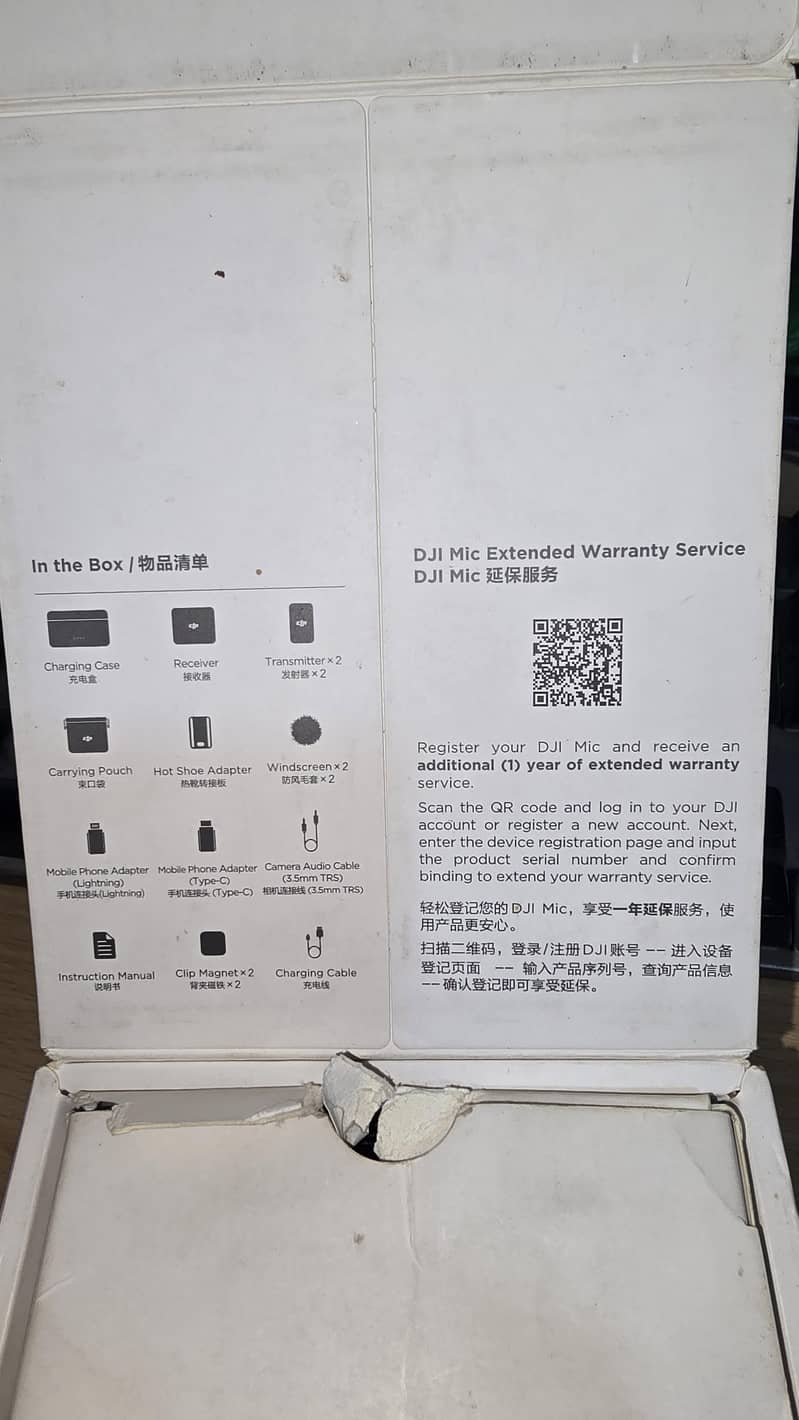 In the Box / 物品清单
Charging Case
充电盒
Receiver
接收器
Transmitter×2
发射器×2
Carrying Pouch
束口袋
Hot Shoe Adapter
热靴转接板
Windscreen×2
防风毛套×2
Mobile Phone Adapter
(Lightning)
手机连接头(Lightning)
Mobile Phone Adapter
(Type-C)
手机连接头 (Type-C)
Camera Audio Cable
(3.5mm TRS)
相机连接线 (3.5mm TRS)
Instruction Manual
说明书
Clip Magnet×2
背夹磁铁×2
Charging Cable
充电线
DJI Mic Extended Warranty Service
DJI Mic 延保服务
Register your DJI Mic and receive an
additional (1) year of extended warranty
service.
Scan the QR code and log in to your DJI
account or register a new account. Next,
enter the device registration page and input
the product serial number and confirm
binding to extend your warranty service.
轻松登记您的 DJI Mic，享受一年延保服务，使
用产品更安心。
扫描二维码，登录/注册DJI账号 -- 进入设备
登记页面 -- 输入产品序列号，查询产品信息
--确认登记即可享受延保。